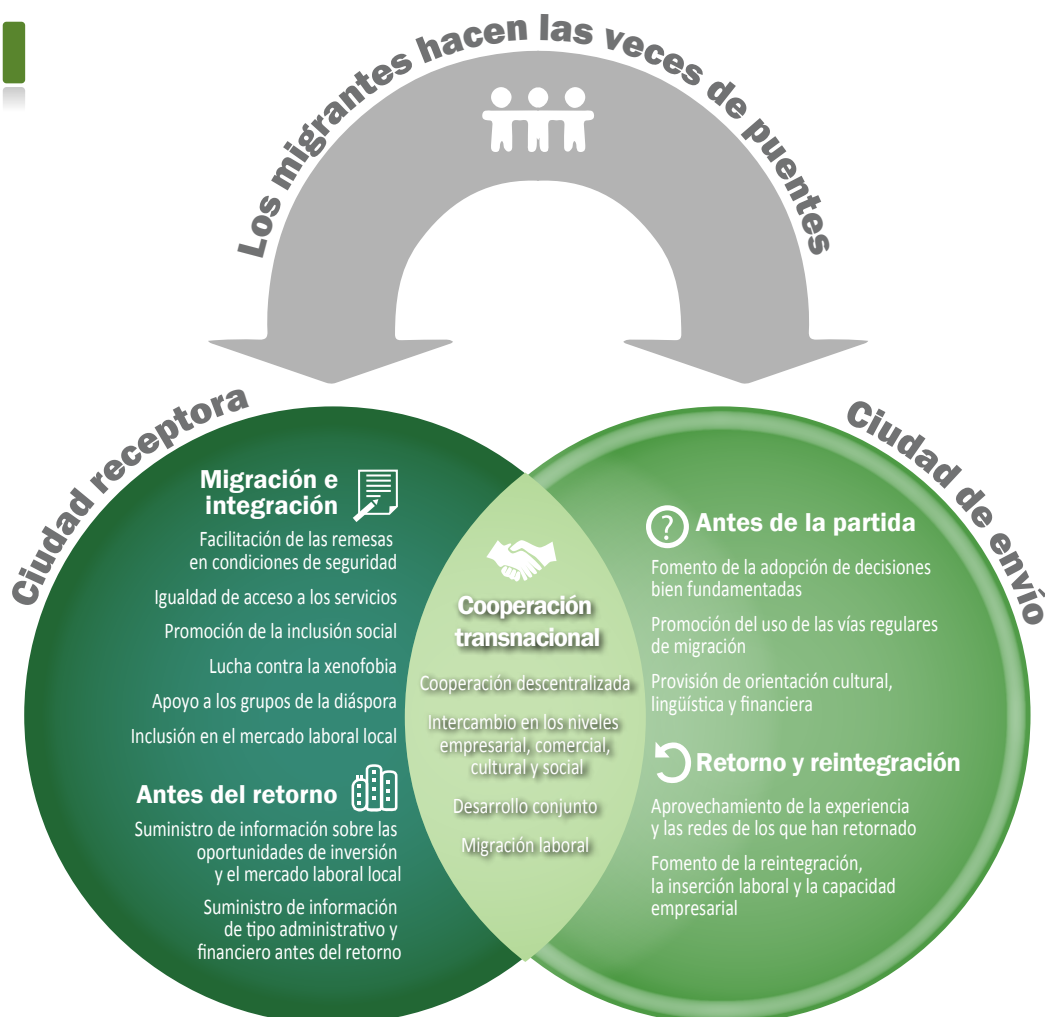 Los migrantes hacen las veces de puentes
Ciudad receptora
Migración e
integración
Facilitación de las remesas
en condiciones de seguridad
Igualdad de acceso a los servicios
Promoción de la inclusión social
Lucha contra la xenofobia
Apoyo a los grupos de la diáspora
Inclusión en el mercado laboral local
Antes del retorno
Suministro de información sobre las
oportunidades de inversión
y el mercado laboral local
Suministro de información
de tipo administrativo y
financiero antes del retorno
Cooperación
transnacional
Cooperación descentralizada
Intercambio en los niveles
empresarial, comercial,
cultural y social
Desarrollo conjunto
Migración laboral
Ciudad de envío
?
Antes de la partida
Fomento de la adopción de decisiones
bien fundamentadas
Promoción del uso de las vías regulares
de migración
Provisión de orientación cultural,
lingüística y financiera
Retorno y reintegración
Aprovechamiento de la experiencia
y las redes de los que han retornado
Fomento de la reintegración,
la inserción laboral y la capacidad
empresarial